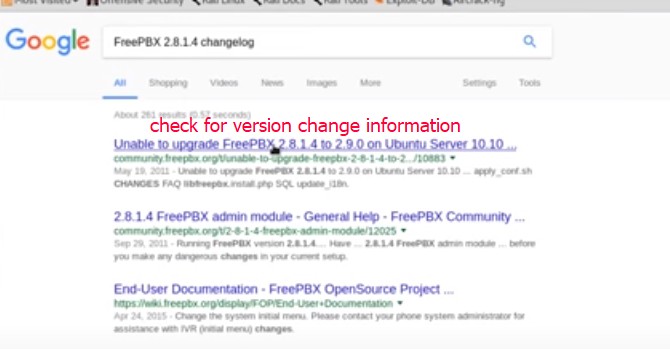 Most Visited Offensive Security Kali Linux Kali Docs Kali Tools Exploit-DB Aircrack-ng
Google
FreePBX 2.8.1.4 changelog
All Shopping Videos News Images More Settings Tools
About 261 results (0.52 seconds)
check for version change information
Unable to upgrade FreePBX 2.8.1.4 to 2.9.0 on Ubuntu Server 10.10 ...
community.freepbx.org/t/unable-to-upgrade-freepbx-2-8-1-4-to-2.../10883
May 19, 2011 - Unable to upgrade FreePBX 2.8.1.4 to 2.9.0 on Ubuntu Server 10.10 ... apply_conf.sh
CHANGES FAQ libfreepbx.install.php SQL update_i18n.
2.8.1.4 FreePBX admin module - General Help - FreePBX Community ...
community.freepbx.org/t/2-8-1-4-freepbx-admin-module/12025
Sep 29, 2011 - Running FreePBX version 2.8.1.4.... Have ... 2.8.1.4 FreePBX admin module ... before
you make any dangerous changes in your current setup.
End-User Documentation - FreePBX OpenSource Project ...
https://wiki.freepbx.org/display/FOP/End-User+Documentation
Apr 24, 2015 - Change the system initial menu. Please contact your phone system administrator for
assistance with IVR (initial menu) changes.